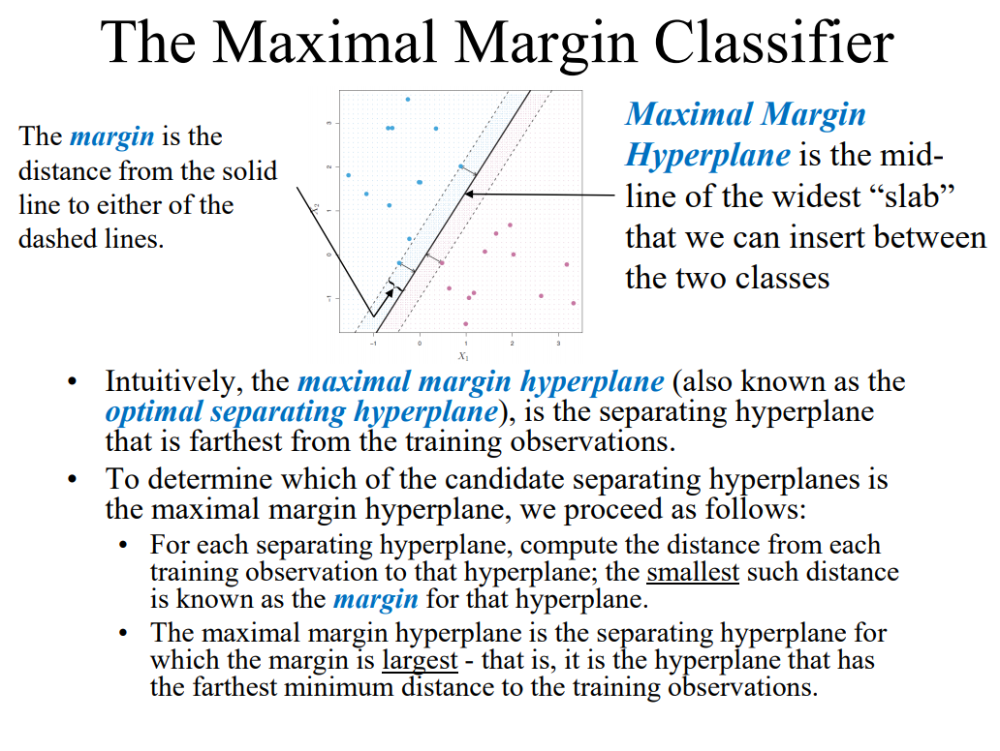 The Maximal Margin Classifier
The margin is the
distance from the solid
line to either of the
dashed lines.
3
2
1
0
−1
X₂
−1
0
1
2
3
X₁
Maximal Margin
Hyperplane is the mid-
line of the widest “slab”
that we can insert between
the two classes
• Intuitively, the maximal margin hyperplane (also known as the
optimal separating hyperplane), is the separating hyperplane
that is farthest from the training observations.
• To determine which of the candidate separating hyperplanes is
the maximal margin hyperplane, we proceed as follows:
• For each separating hyperplane, compute the distance from each
training observation to that hyperplane; the smallest such distance
is known as the margin for that hyperplane.
• The maximal margin hyperplane is the separating hyperplane for
which the margin is largest - that is, it is the hyperplane that has
the farthest minimum distance to the training observations.